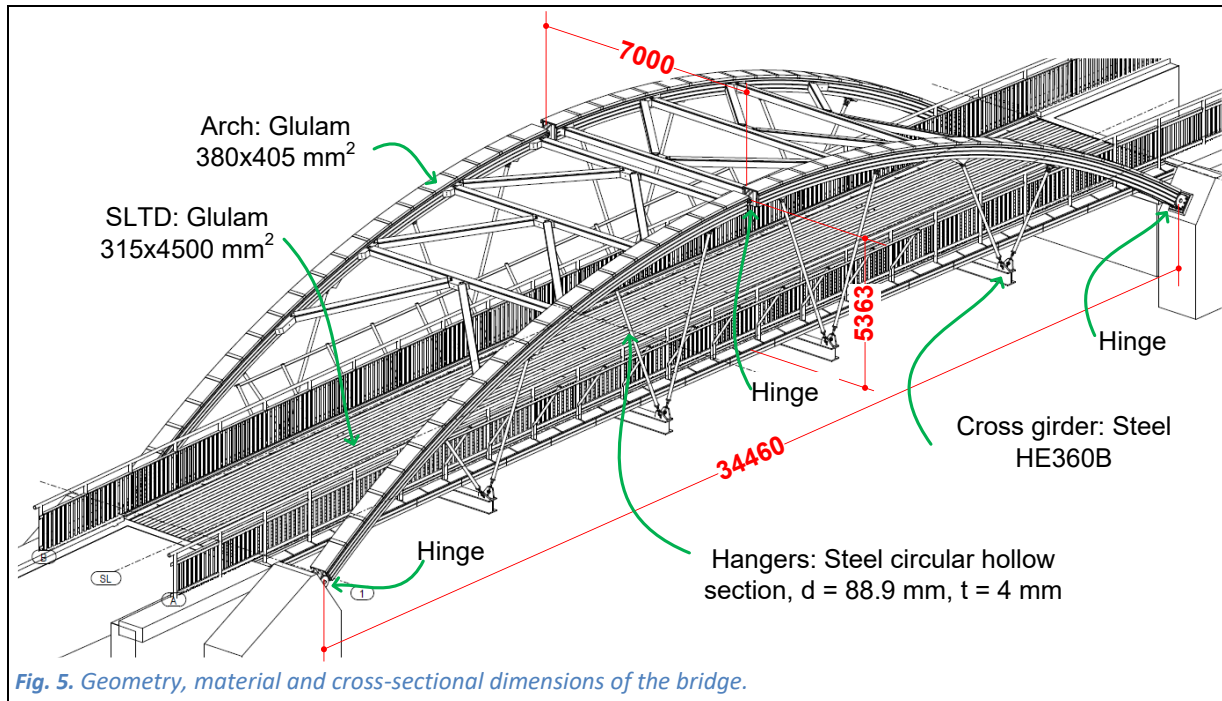 7000
Arch: Glulam
380x405 mm²
SLTD: Glulam
315x4500 mm²
5363
Hinge
Hinge
34460
Cross girder: Steel
HE360B
Hinge
Hangers: Steel circular hollow
section, d = 88.9 mm, t = 4 mm
B
SL
A
1
Fig. 5. Geometry, material and cross-sectional dimensions of the bridge.